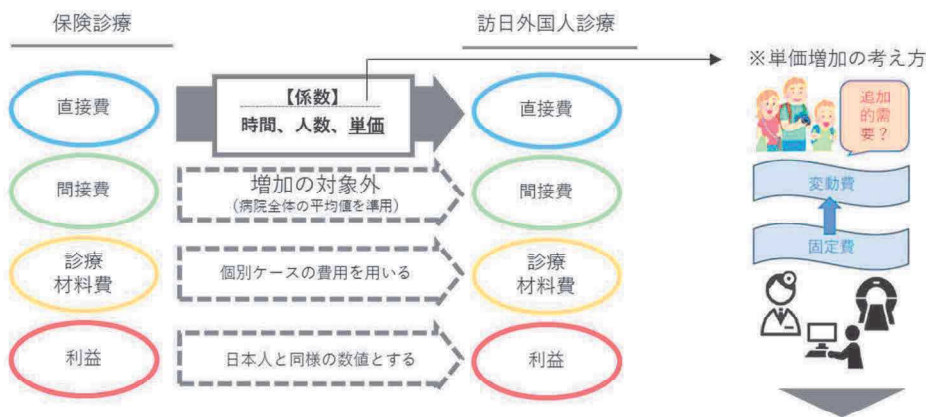 保険診療
訪日外国人診療
※単価増加の考え方
直接費
【係数】
時間、人数、単価
直接費
追加
的需
要？
間接費
増加の対象外
(病院全体の平均値を準用)
間接費
変動費
固定費
診療
材料費
個別ケースの費用を用いる
診療
材料費
利益
日本人と同様の数値とする
利益